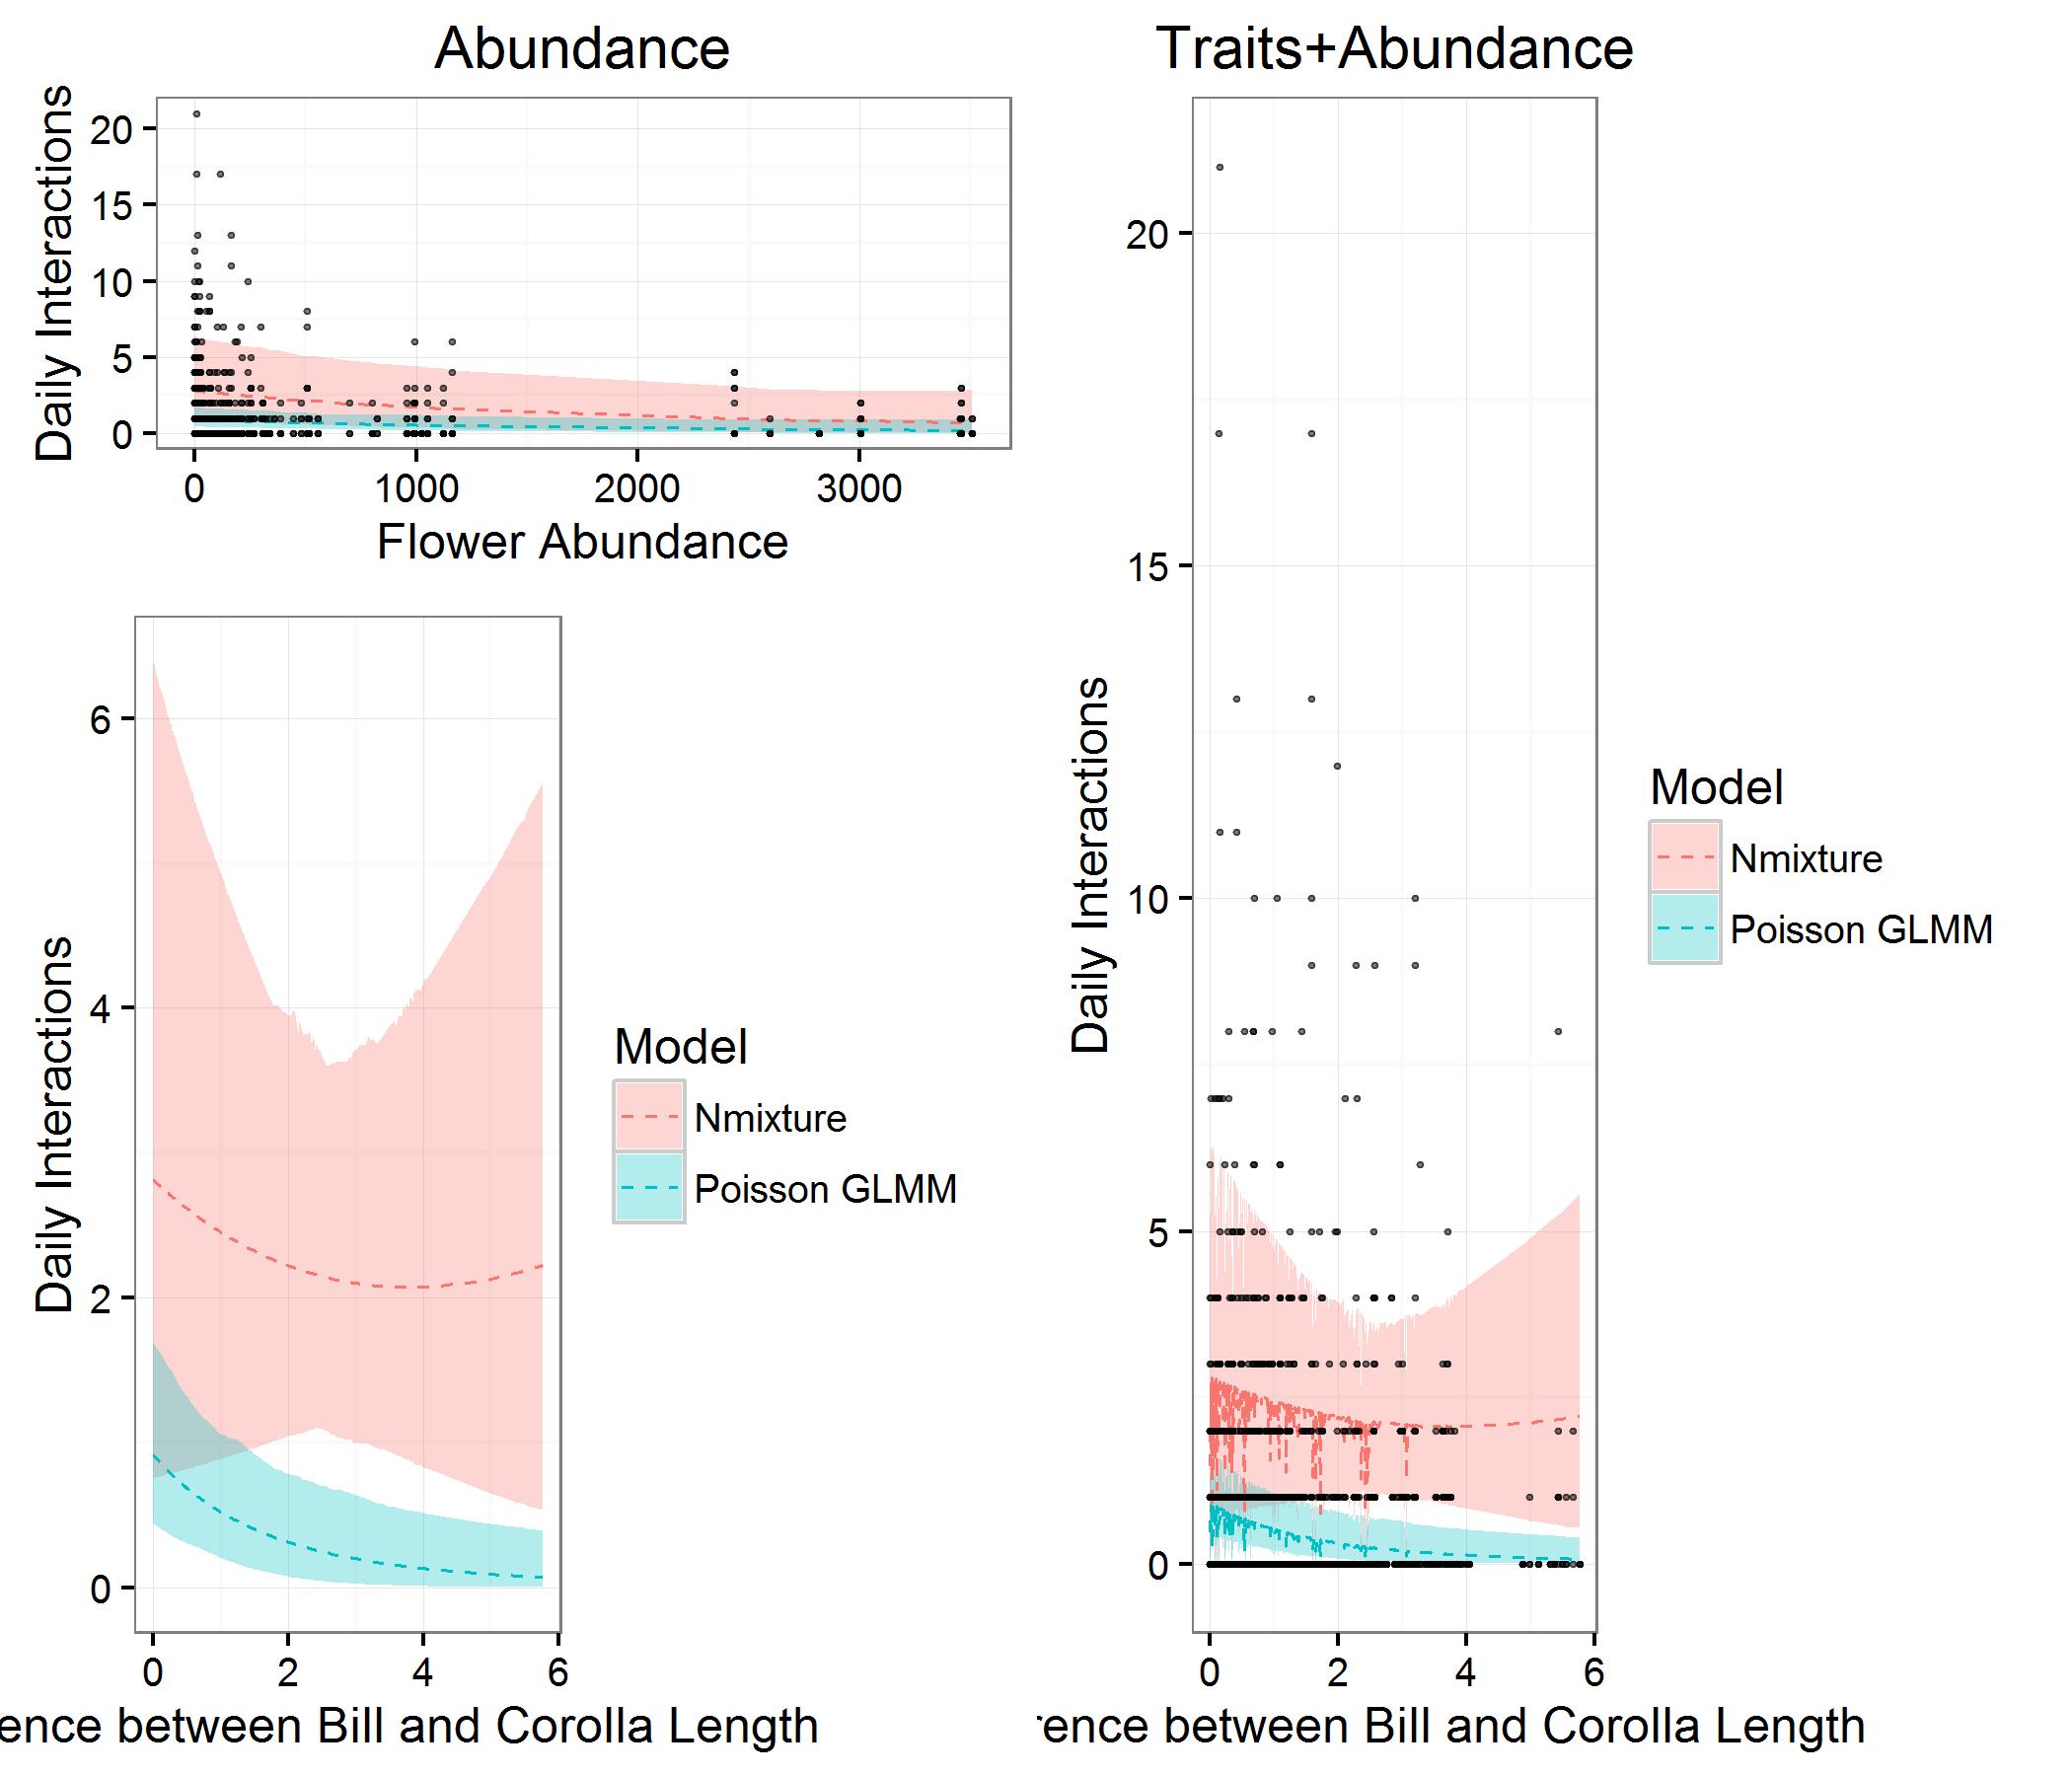 Abundance
Daily Interactions
20
15
10
5
0
0 1000 2000 3000
Flower Abundance
Daily Interactions
6
4
2
0
0 2 4 6
between Bill and Corolla Length
Model
Nmixture
Poisson GLMM
Traits+Abundance
Daily Interactions
20
15
10
5
0
0 2 4 6
between Bill and Corolla Length
Model
Nmixture
Poisson GLMM